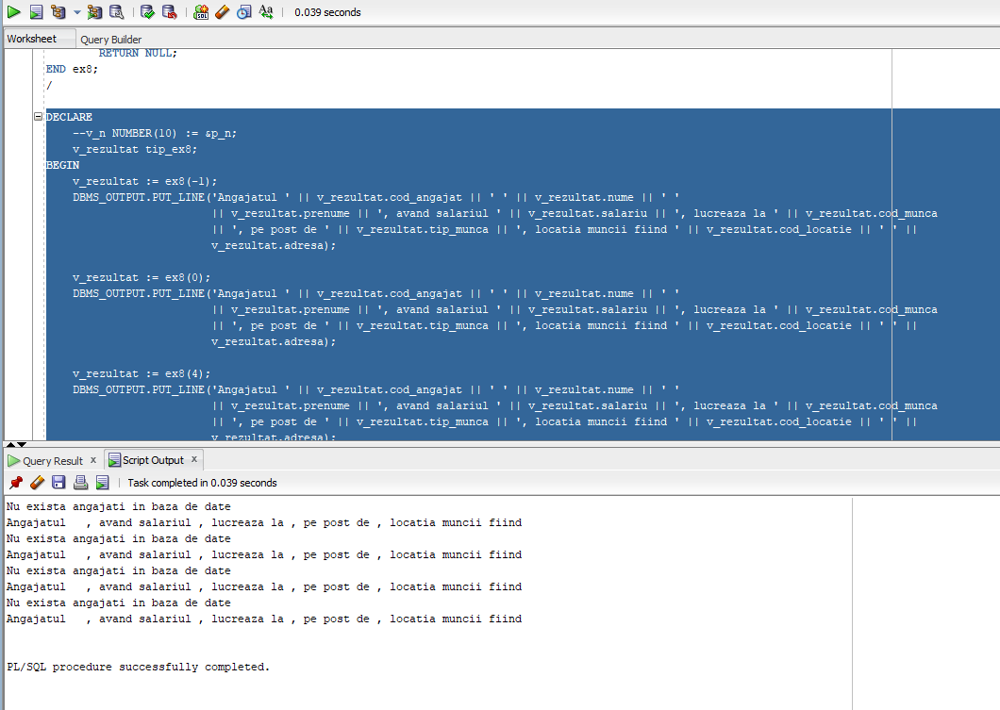 0.039 seconds
Worksheet Query Builder
RETURN NULL;
END ex8;
/
DECLARE
--v_n NUMBER(10) := &p_n;
v_rezultat tip_ex8;
BEGIN
v_rezultat := ex8(-1);
DBMS_OUTPUT.PUT_LINE('Angajatul ' || v_rezultat.cod_angajat || ' ' || v_rezultat.nume || ' '
|| v_rezultat.prenume || ', avand salariul ' || v_rezultat.salariu || ', lucreaza la ' || v_rezultat.cod_munca
|| ', pe post de ' || v_rezultat.tip_munca || ', locatia muncii fiind ' || v_rezultat.cod_locatie || ' ' ||
v_rezultat.adresa);
v_rezultat := ex8(0);
DBMS_OUTPUT.PUT_LINE('Angajatul ' || v_rezultat.cod_angajat || ' ' || v_rezultat.nume || ' '
|| v_rezultat.prenume || ', avand salariul ' || v_rezultat.salariu || ', lucreaza la ' || v_rezultat.cod_munca
|| ', pe post de ' || v_rezultat.tip_munca || ', locatia muncii fiind ' || v_rezultat.cod_locatie || ' ' ||
v_rezultat.adresa);
v_rezultat := ex8(4);
DBMS_OUTPUT.PUT_LINE('Angajatul ' || v_rezultat.cod_angajat || ' ' || v_rezultat.nume || ' '
|| v_rezultat.prenume || ', avand salariul ' || v_rezultat.salariu || ', lucreaza la ' || v_rezultat.cod_munca
|| ', pe post de ' || v_rezultat.tip_munca || ', locatia muncii fiind ' || v_rezultat.cod_locatie || ' ' ||
v_rezultat.adresa);
Query Result x Script Output x
Task completed in 0.039 seconds
Nu exista angajati in baza de date
Angajatul   , avand salariul , lucreaza la , pe post de , locatia muncii fiind
Nu exista angajati in baza de date
Angajatul   , avand salariul , lucreaza la , pe post de , locatia muncii fiind
Nu exista angajati in baza de date
Angajatul   , avand salariul , lucreaza la , pe post de , locatia muncii fiind
Nu exista angajati in baza de date
Angajatul   , avand salariul , lucreaza la , pe post de , locatia muncii fiind
PL/SQL procedure successfully completed.